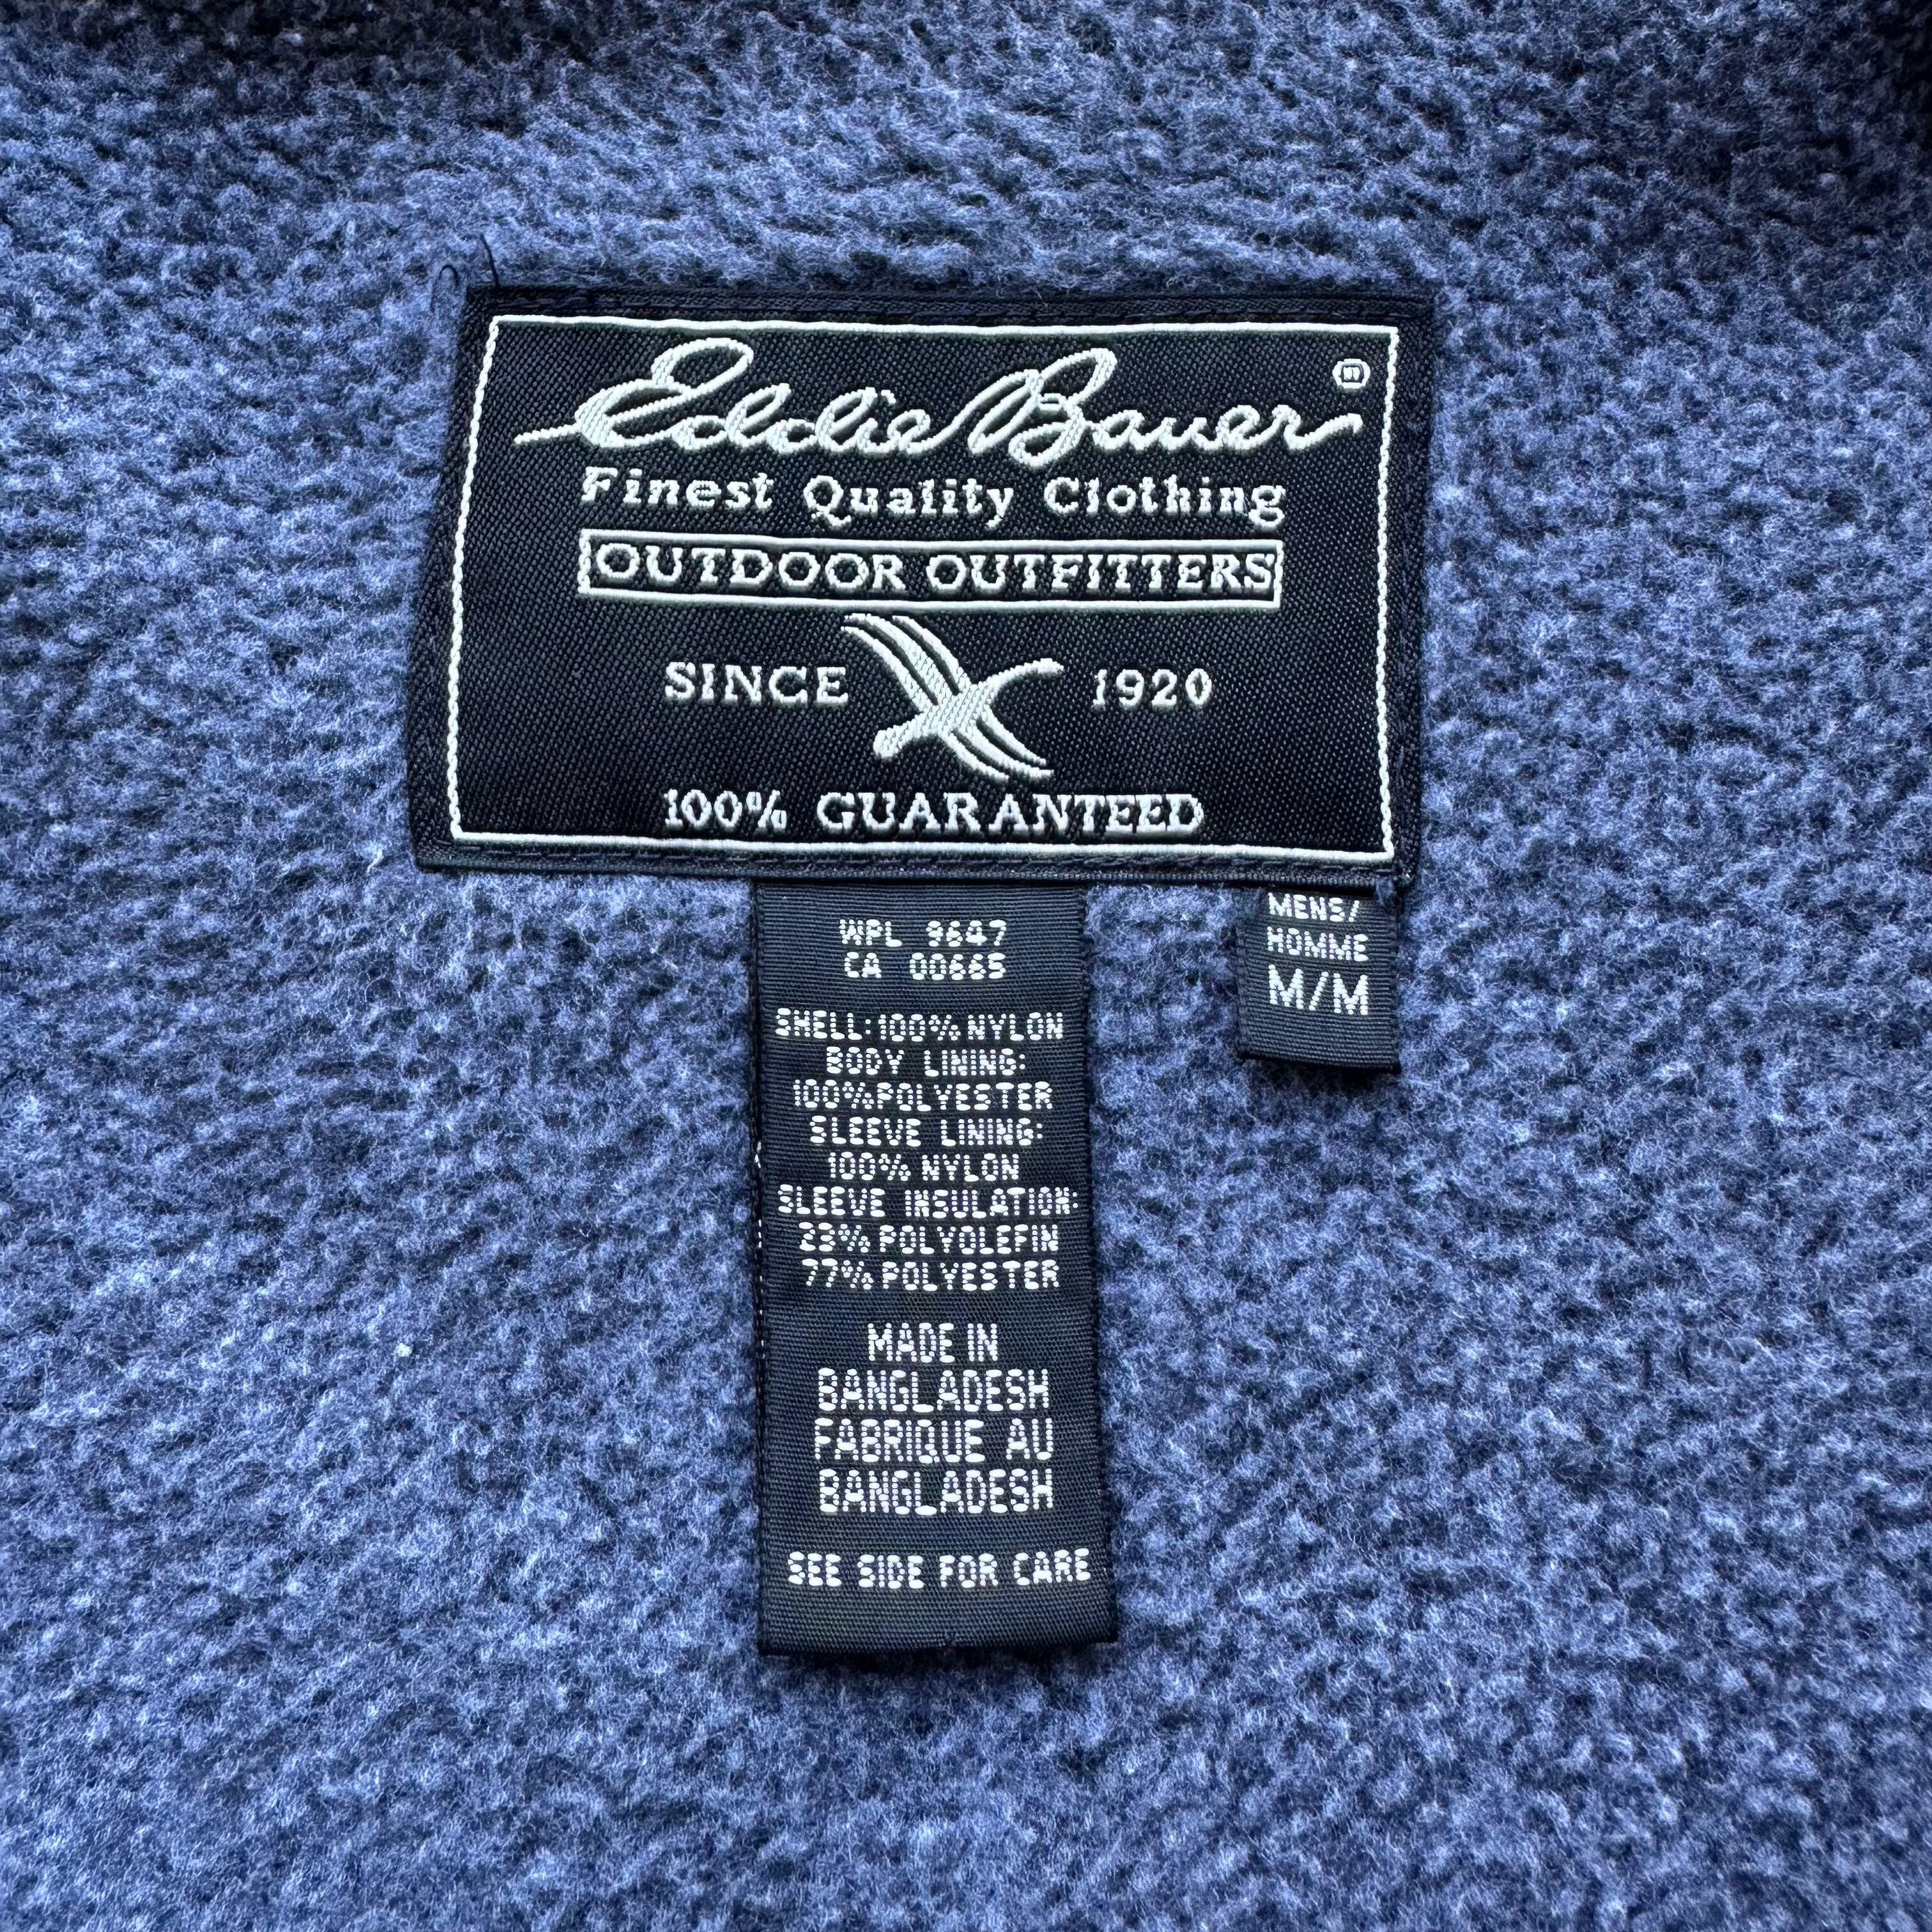 Eddie Bauer ®
Finest Quality Clothing
OUTDOOR OUTFITTERS
SINCE 1920
100% GUARANTEED
MENS/
HOMME
M/M
WPL 9647
CA 00665
SHELL:100% NYLON
BODY LINING:
100% POLYESTER
SLEEVE LINING:
100% NYLON
SLEEVE INSULATION:
23% POLYOLEFIN
77% POLYESTER
MADE IN
BANGLADESH
FABRIQUE AU
BANGLADESH
SEE SIDE FOR CARE